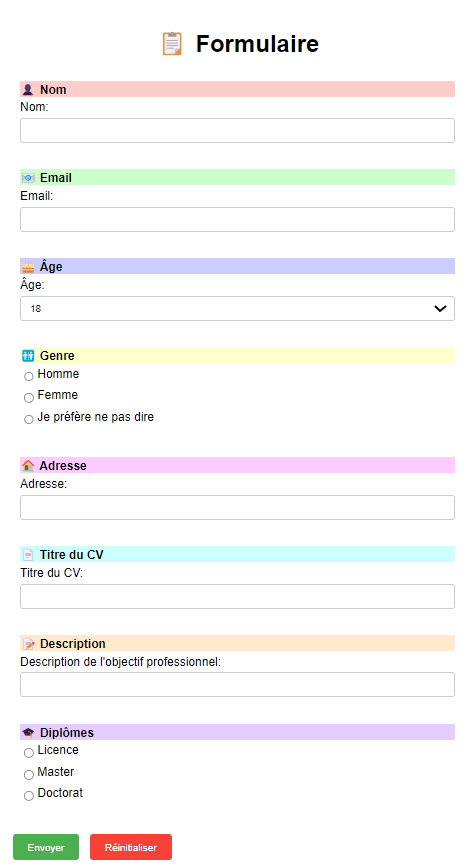 Formulaire
Nom
Nom:
Email
Email:
Âge
Âge:
18
Genre
Homme
Femme
Je préfère ne pas dire
Adresse
Adresse:
Titre du CV
Titre du CV:
Description
Description de l'objectif professionnel:
Diplômes
Licence
Master
Doctorat
Envoyer Réinitialiser